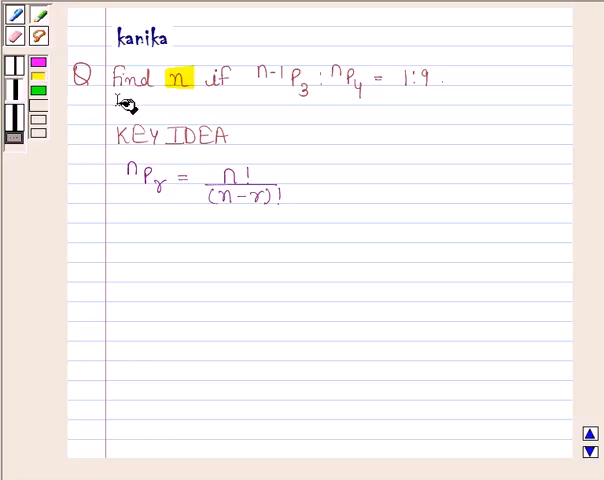 kanika
Q find n if ⁿ⁻¹P₃ : ⁿP₄ = 1:9.
KEY IDEA
ⁿPᵣ = n! / (n-r)!